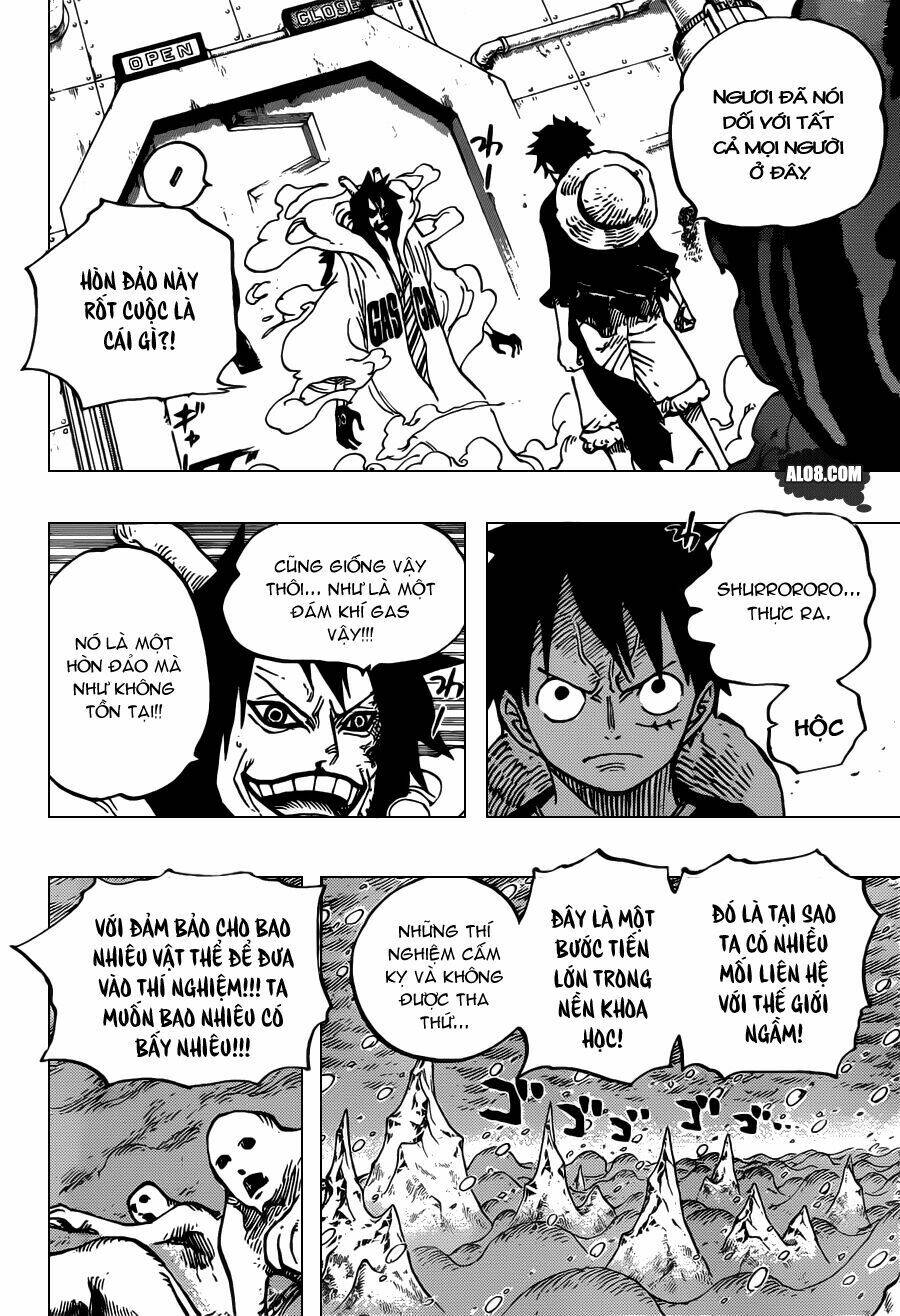 OPEN
CLOSE
NGƯƠI ĐÃ NÓI
DỐI VỚI TẤT
CẢ MỌI NGƯỜI
Ở ĐÂY.
HÒN ĐẢO NÀY
RỐT CUỘC LÀ
CÁI GÌ?!
GAS
ALO8.COM
SHURRORORO...
THỰC RA,
HỘC
CŨNG GIỐNG VẬY
THÔI... NHƯ LÀ MỘT
ĐÁM KHÍ GAS
VẬY!!!
NÓ LÀ MỘT
HÒN ĐẢO MÀ
NHƯ KHÔNG
TỒN TẠI!!
ĐÓ LÀ TẠI SAO
TA CÓ NHIỀU
MỐI LIÊN HỆ
VỚI THẾ GIỚI
NGẦM!
ĐÂY LÀ MỘT
BƯỚC TIẾN
LỚN TRONG
NỀN KHOA
HỌC!
NHỮNG THÍ
NGHIỆM CẤM
KỴ VÀ KHÔNG
ĐƯỢC THA
THỨ...
ゴゴゴゴ
VỚI ĐẢM BẢO CHO BAO
NHIÊU VẬT THỂ ĐỂ ĐƯA
VÀO THÍ NGHIỆM!!! TA
MUỐN BAO NHIÊU CÓ
BẤY NHIÊU!!!